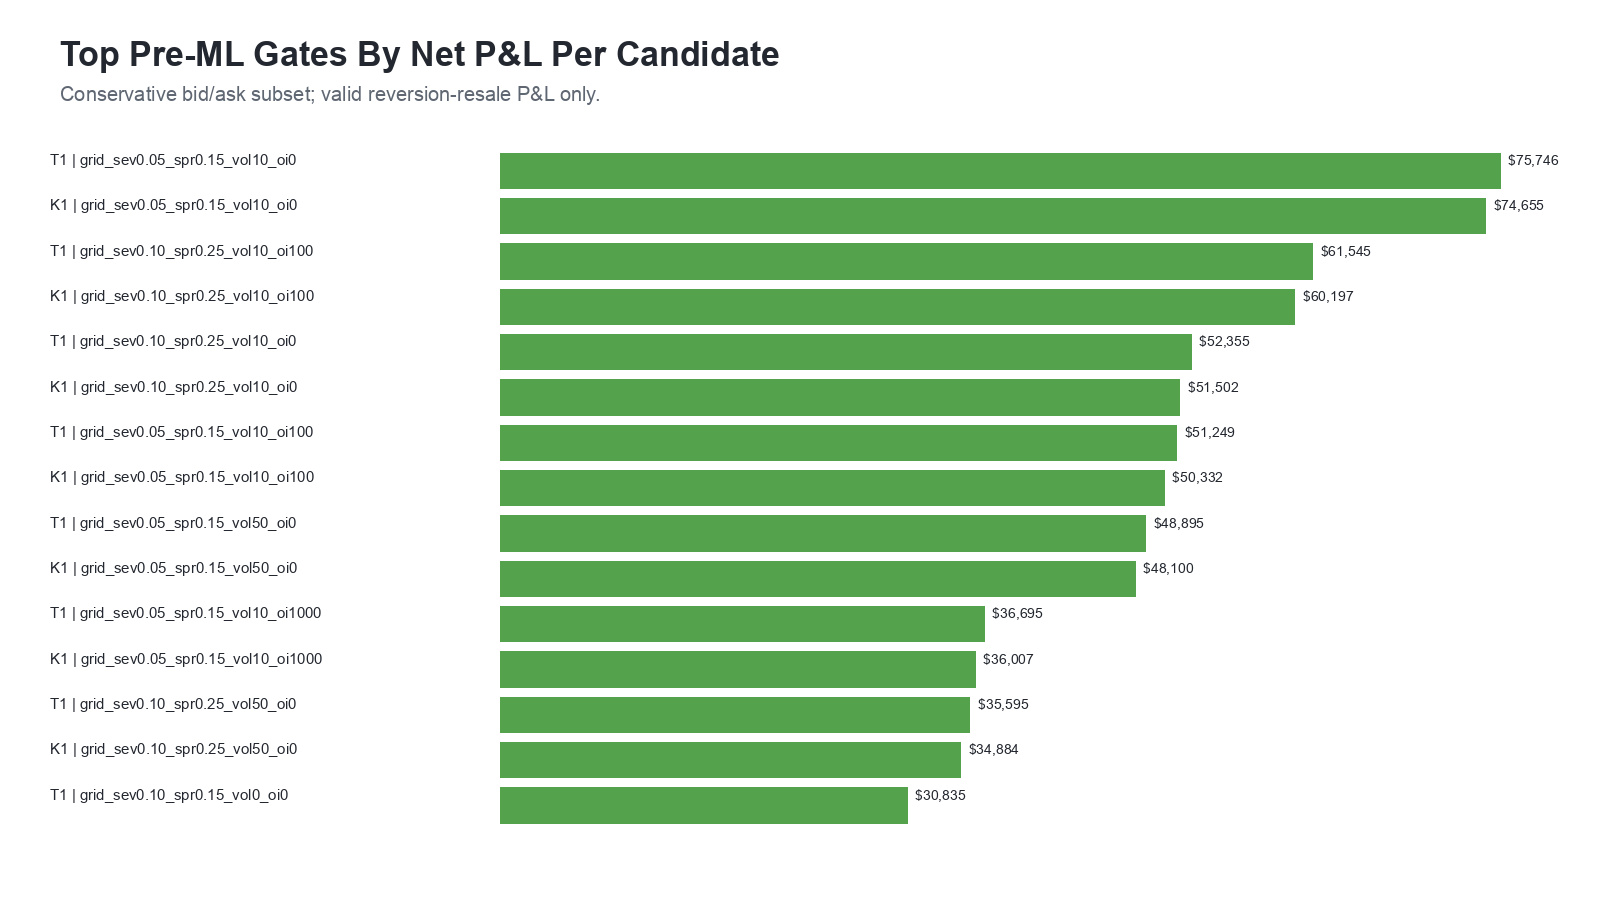 Top Pre-ML Gates By Net P&L Per Candidate
Conservative bid/ask subset; valid reversion-resale P&L only.
T1 | grid_sev0.05_spr0.15_vol10_oi0 $75,746
K1 | grid_sev0.05_spr0.15_vol10_oi0 $74,655
T1 | grid_sev0.10_spr0.25_vol10_oi100 $61,545
K1 | grid_sev0.10_spr0.25_vol10_oi100 $60,197
T1 | grid_sev0.10_spr0.25_vol10_oi0 $52,355
K1 | grid_sev0.10_spr0.25_vol10_oi0 $51,502
T1 | grid_sev0.05_spr0.15_vol10_oi100 $51,249
K1 | grid_sev0.05_spr0.15_vol10_oi100 $50,332
T1 | grid_sev0.05_spr0.15_vol50_oi0 $48,895
K1 | grid_sev0.05_spr0.15_vol50_oi0 $48,100
T1 | grid_sev0.05_spr0.15_vol10_oi1000 $36,695
K1 | grid_sev0.05_spr0.15_vol10_oi1000 $36,007
T1 | grid_sev0.10_spr0.25_vol50_oi0 $35,595
K1 | grid_sev0.10_spr0.25_vol50_oi0 $34,884
T1 | grid_sev0.10_spr0.15_vol0_oi0 $30,835